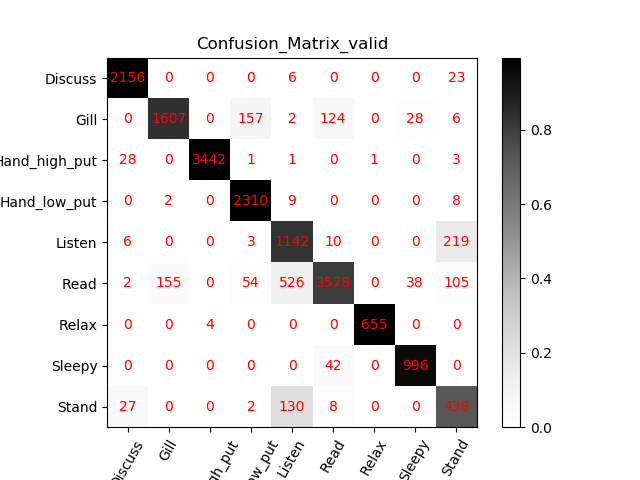 Confusion_Matrix_valid
Discuss 2156 0 0 0 6 0 0 0 23
Gill 0 1607 0 157 2 124 0 28 6
Hand_high_put 28 0 3442 1 1 0 1 0 3
Hand_low_put 0 2 0 2310 9 0 0 0 8
Listen 6 0 0 3 1142 10 0 0 219
Read 2 155 0 54 526 3578 0 38 105
Relax 0 0 4 0 0 0 655 0 0
Sleepy 0 0 0 0 0 42 0 996 0
Stand 27 0 0 2 130 8 0 0 438
Discuss Gill gh_put ow_put Listen Read Relax Sleepy Stand
0.8
0.6
0.4
0.2
0.0